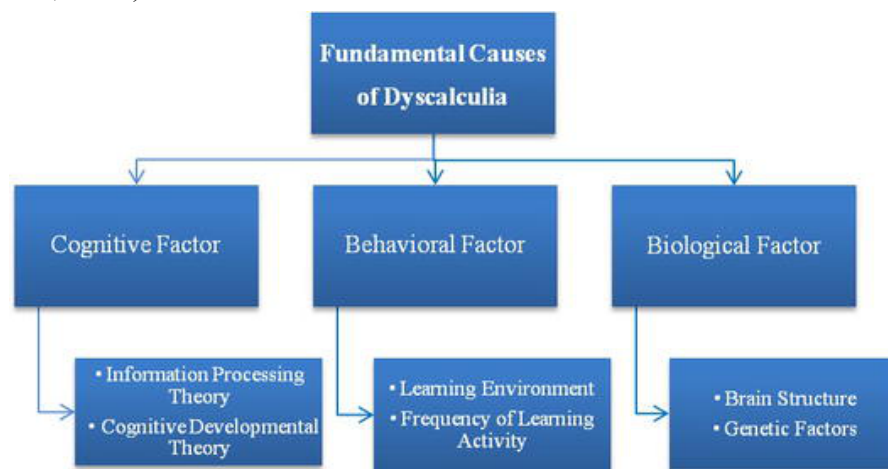 Fundamental Causes
of Dyscalculia
Cognitive Factor
Behavioral Factor
Biological Factor
• Information Processing
Theory
• Cognitive Developmental
Theory
• Learning Environment
• Frequency of Learning
Activity
• Brain Structure
• Genetic Factors